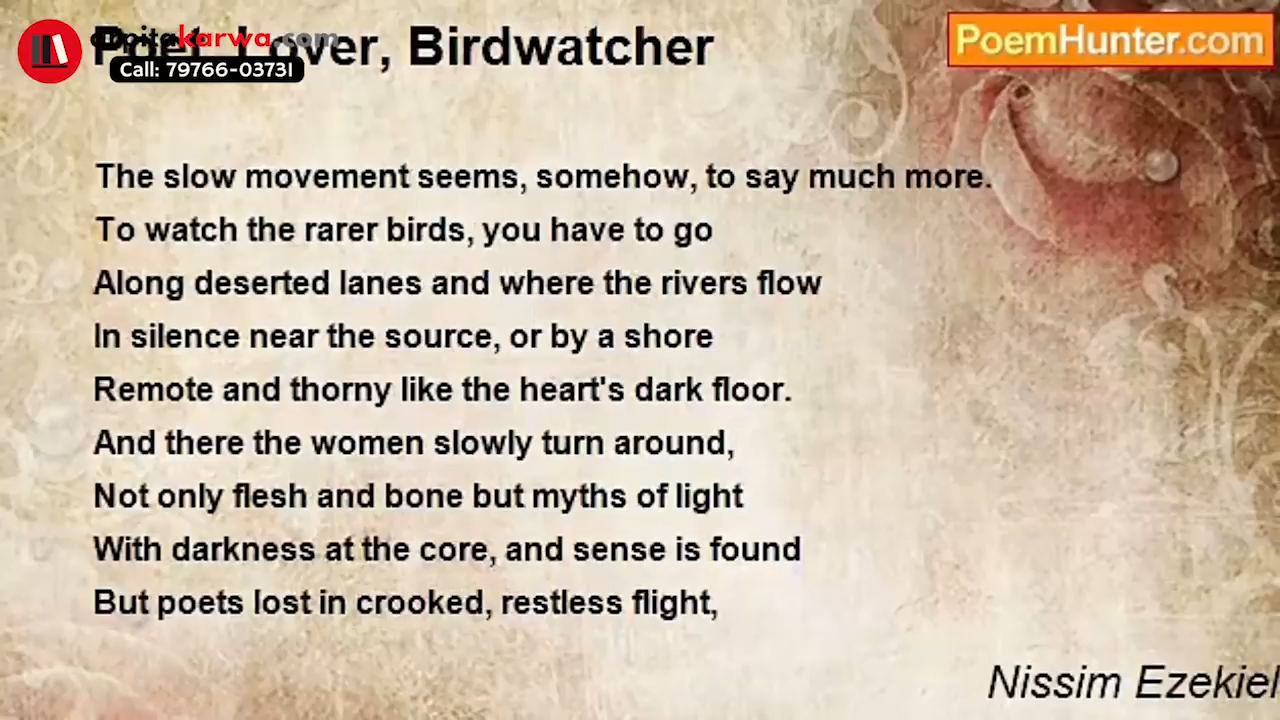 arpitakarwa.com
Poet, Lover, Birdwatcher
Call: 79766-03731
PoemHunter.com
The slow movement seems, somehow, to say much more.
To watch the rarer birds, you have to go
Along deserted lanes and where the rivers flow
In silence near the source, or by a shore
Remote and thorny like the heart's dark floor.
And there the women slowly turn around,
Not only flesh and bone but myths of light
With darkness at the core, and sense is found
But poets lost in crooked, restless flight,
Nissim Ezekiel